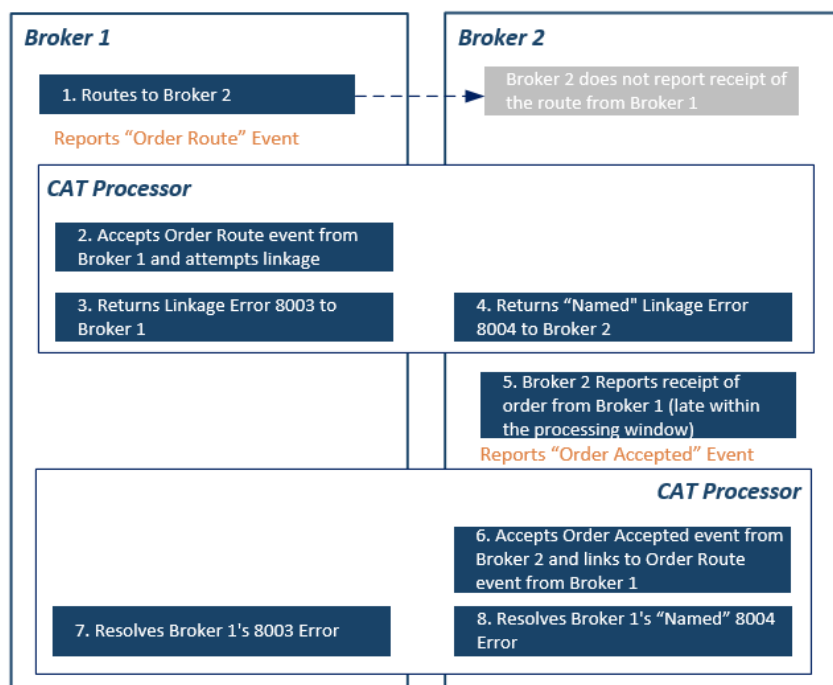 Broker 1
Broker 2
1. Routes to Broker 2
Broker 2 does not report receipt of
the route from Broker 1
Reports “Order Route” Event
CAT Processor
2. Accepts Order Route event from
Broker 1 and attempts linkage
3. Returns Linkage Error 8003 to
Broker 1
4. Returns “Named" Linkage Error
8004 to Broker 2
5. Broker 2 Reports receipt of
order from Broker 1 (late within
the processing window)
Reports “Order Accepted” Event
CAT Processor
6. Accepts Order Accepted event from
Broker 2 and links to Order Route
event from Broker 1
7. Resolves Broker 1's 8003 Error
8. Resolves Broker 1's “Named” 8004
Error